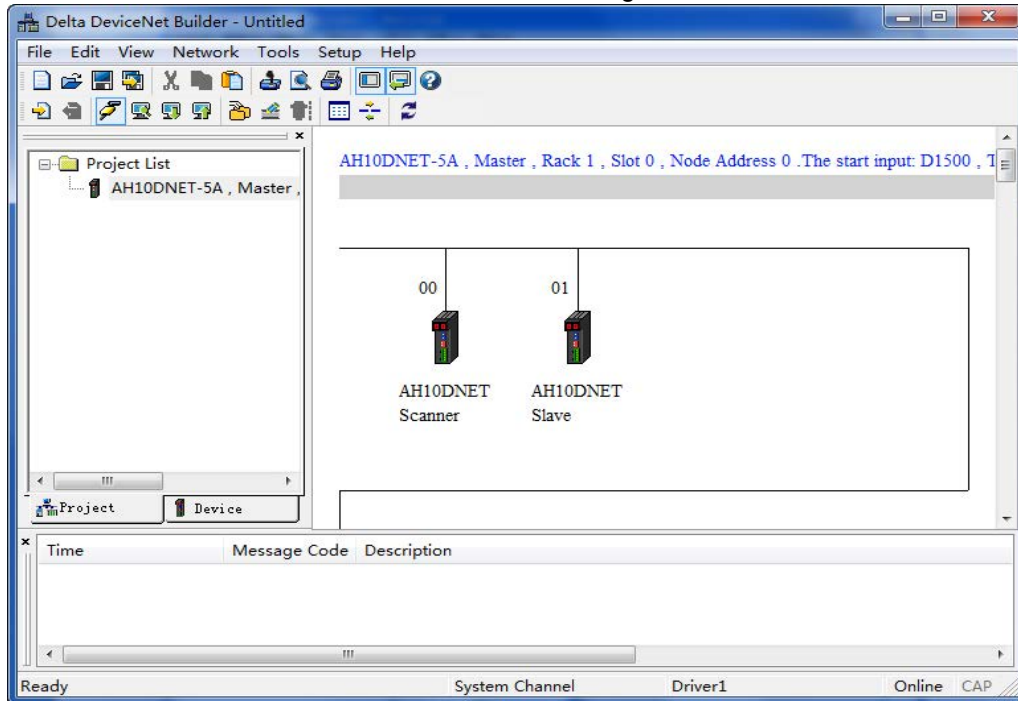 Delta DeviceNet Builder - Untitled
File Edit View Network Tools Setup Help
Project List
AH10DNET-5A , Master ,
Project Device
AH10DNET-5A , Master , Rack 1 , Slot 0 , Node Address 0 .The start input: D1500 , T
00 01
AH10DNET AH10DNET
Scanner Slave
Time Message Code Description
Ready System Channel Driver1 Online CAP